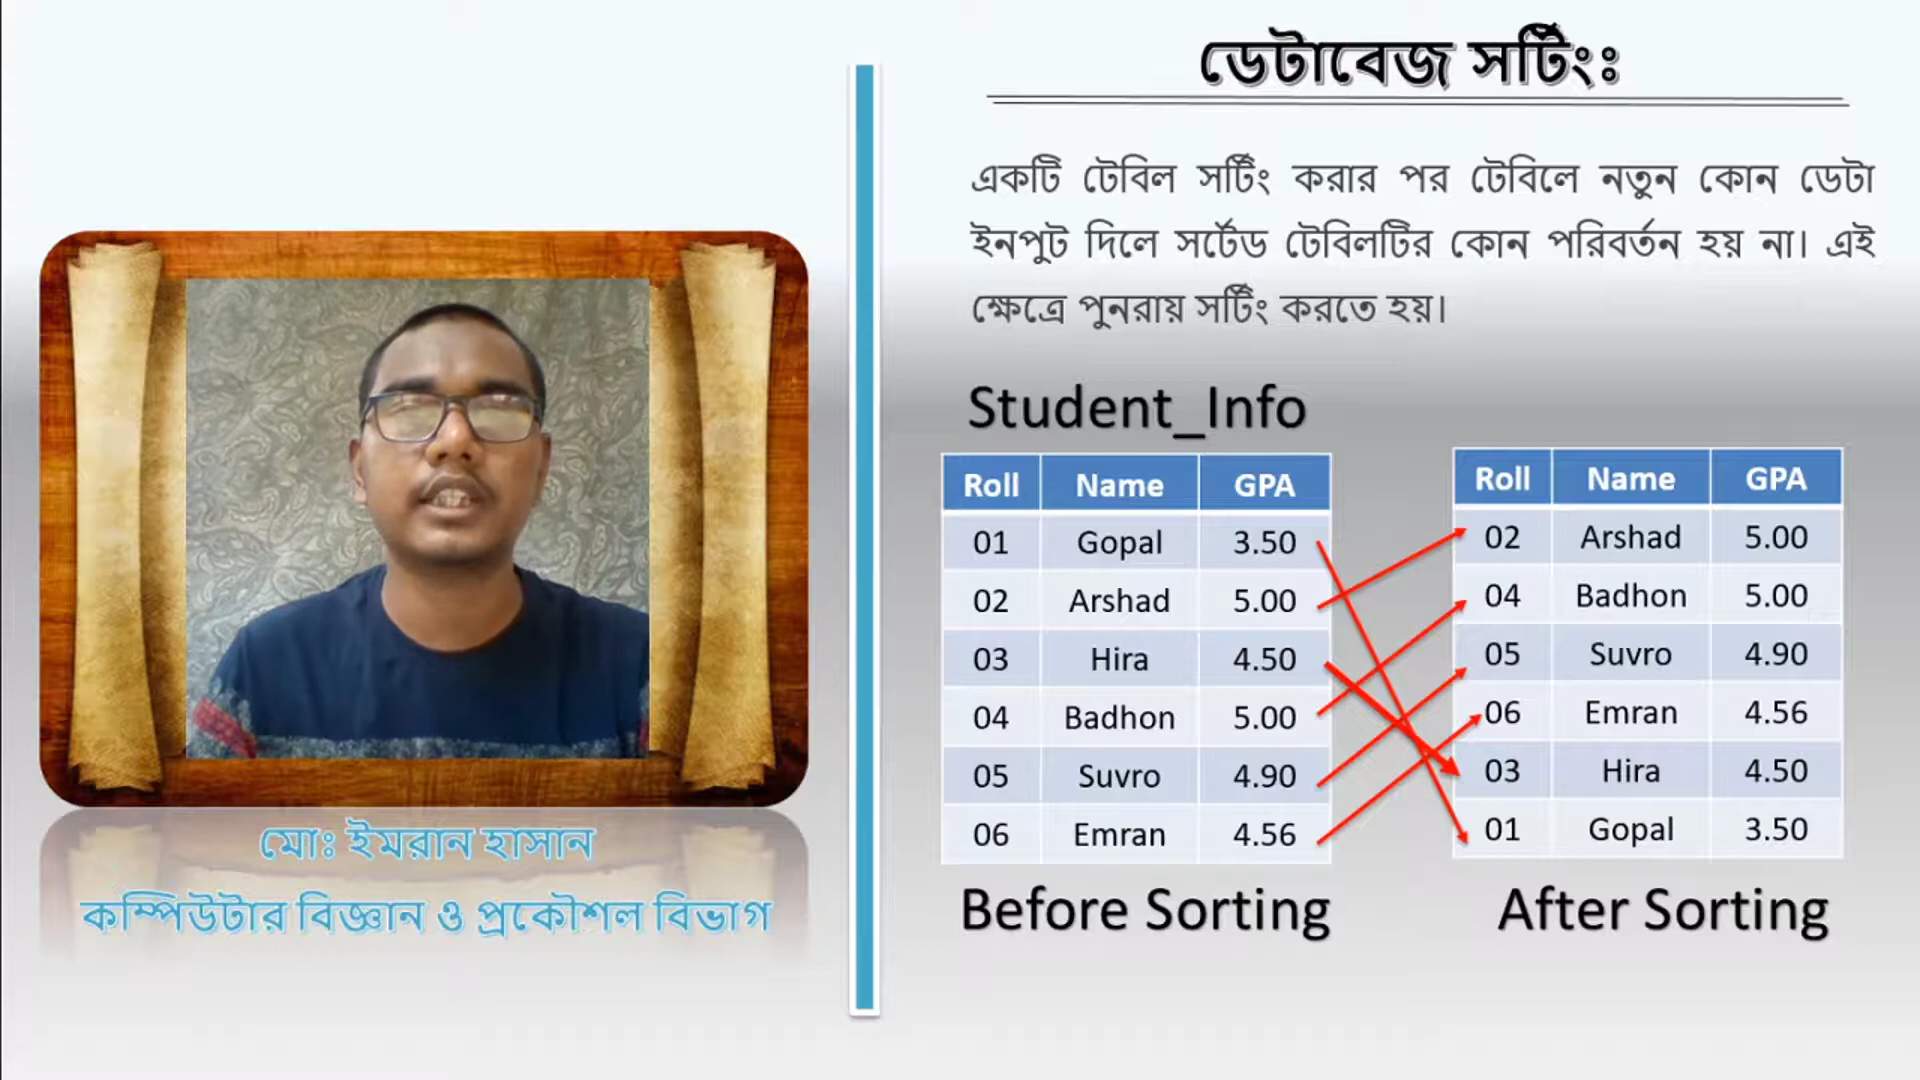 ডেটাবেজ সর্টিংঃ
একটি টেবিল সর্টিং করার পর টেবিলে নতুন কোন ডেটা
ইনপুট দিলে সর্টেড টেবিলটির কোন পরিবর্তন হয় না। এই
ক্ষেত্রে পুনরায় সর্টিং করতে হয়।
Student_Info
Roll Name GPA
01 Gopal 3.50
02 Arshad 5.00
03 Hira 4.50
04 Badhon 5.00
05 Suvro 4.90
06 Emran 4.56
Before Sorting
Roll Name GPA
02 Arshad 5.00
04 Badhon 5.00
05 Suvro 4.90
06 Emran 4.56
03 Hira 4.50
01 Gopal 3.50
After Sorting
মোঃ ইমরান হাসান
কম্পিউটার বিজ্ঞান ও প্রকৌশল বিভাগ